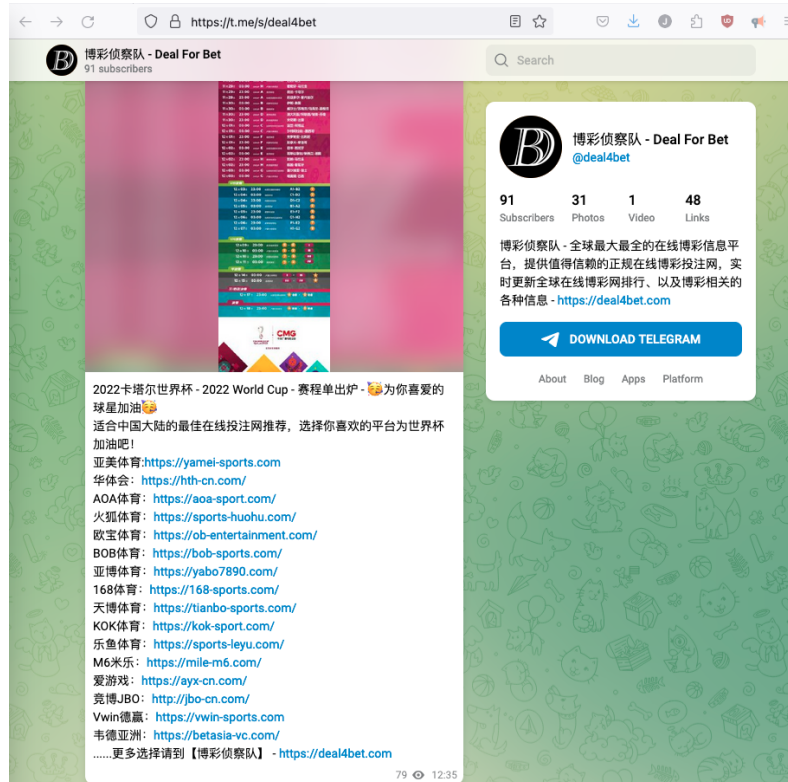 https://t.me/s/deal4bet
博彩侦察队 - Deal For Bet
91 subscribers
Search
CMG
2022卡塔尔世界杯 - 2022 World Cup - 赛程单出炉 - 🥳为你喜爱的
球星加油🥳
适合中国大陆的最佳在线投注网推荐，选择你喜欢的平台为世界杯
加油吧！
亚美体育:https://yamei-sports.com
华体会：https://hth-cn.com/
AOA体育：https://aoa-sport.com/
火狐体育：https://sports-huohu.com/
欧宝体育：https://ob-entertainment.com/
BOB体育：https://bob-sports.com/
亚博体育：https://yabo7890.com/
168体育：https://168-sports.com/
天博体育：https://tianbo-sports.com/
KOK体育：https://kok-sport.com/
乐鱼体育：https://sports-leyu.com/
M6米乐：https://mile-m6.com/
爱游戏：https://ayx-cn.com/
竞博JBO：http://jbo-cn.com/
Vwin德赢：https://vwin-sports.com
韦德亚洲：https://betasia-vc.com/
......更多选择请到【博彩侦察队】 - https://deal4bet.com
79 12:35
博彩侦察队 - Deal For Bet
@deal4bet
91 31 1 48
Subscribers Photos Video Links
博彩侦察队 - 全球最大最全的在线博彩信息平
台，提供值得信赖的正规在线博彩投注网，实
时更新全球在线博彩网排行、以及博彩相关的
各种信息 - https://deal4bet.com
DOWNLOAD TELEGRAM
About Blog Apps Platform